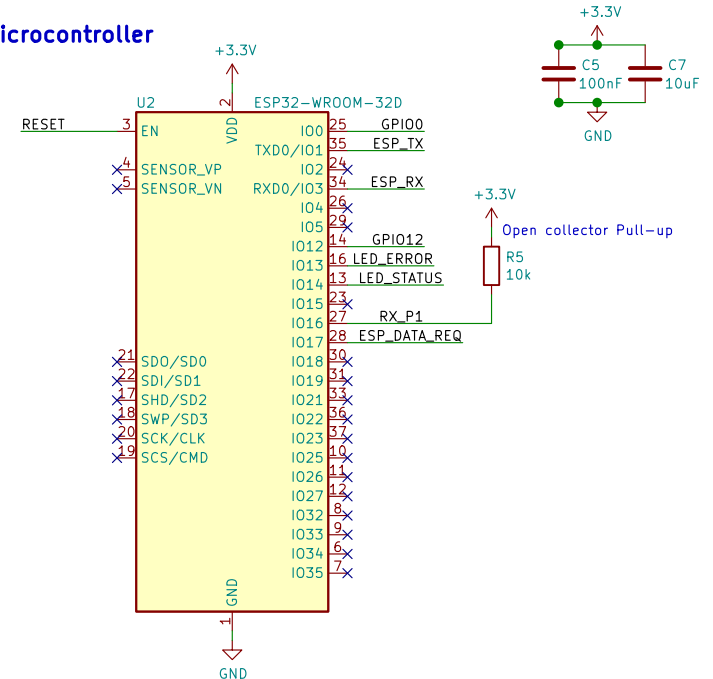 icrocontroller
+3.3V
C5
100nF
C7
10uF
GND
+3.3V
U2
ESP32-WROOM-32D
2
VDD
RESET
3
EN
IO0
25
GPIO0
TXD0/IO1
35
ESP_TX
4
SENSOR_VP
IO2
24
5
SENSOR_VN
RXD0/IO3
34
ESP_RX
IO4
26
IO5
29
+3.3V
Open collector Pull-up
R5
10k
IO12
14
GPIO12
IO13
16
LED_ERROR
IO14
13
LED_STATUS
IO15
23
IO16
27
RX_P1
IO17
28
ESP_DATA_REQ
21
SDO/SD0
IO18
30
22
SDI/SD1
IO19
31
17
SHD/SD2
IO21
33
18
SWP/SD3
IO22
36
20
SCK/CLK
IO23
37
19
SCS/CMD
IO25
10
IO26
11
IO27
12
IO32
8
IO33
9
IO34
6
IO35
7
GND
1
GND